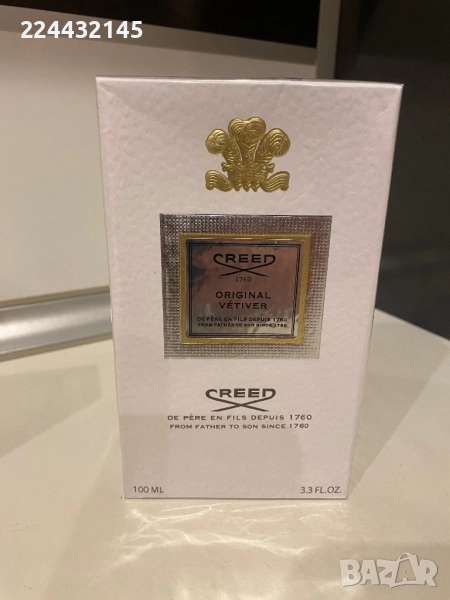 224432145
CREED
1760
ORIGINAL
VÉTIVER
DE PÈRE EN FILS DEPUIS 1760
FROM FATHER TO SON SINCE 1760
CREED
DE PÈRE EN FILS DEPUIS 1760
FROM FATHER TO SON SINCE 1760
100 ML 3.3 FL.OZ.
BAZAR